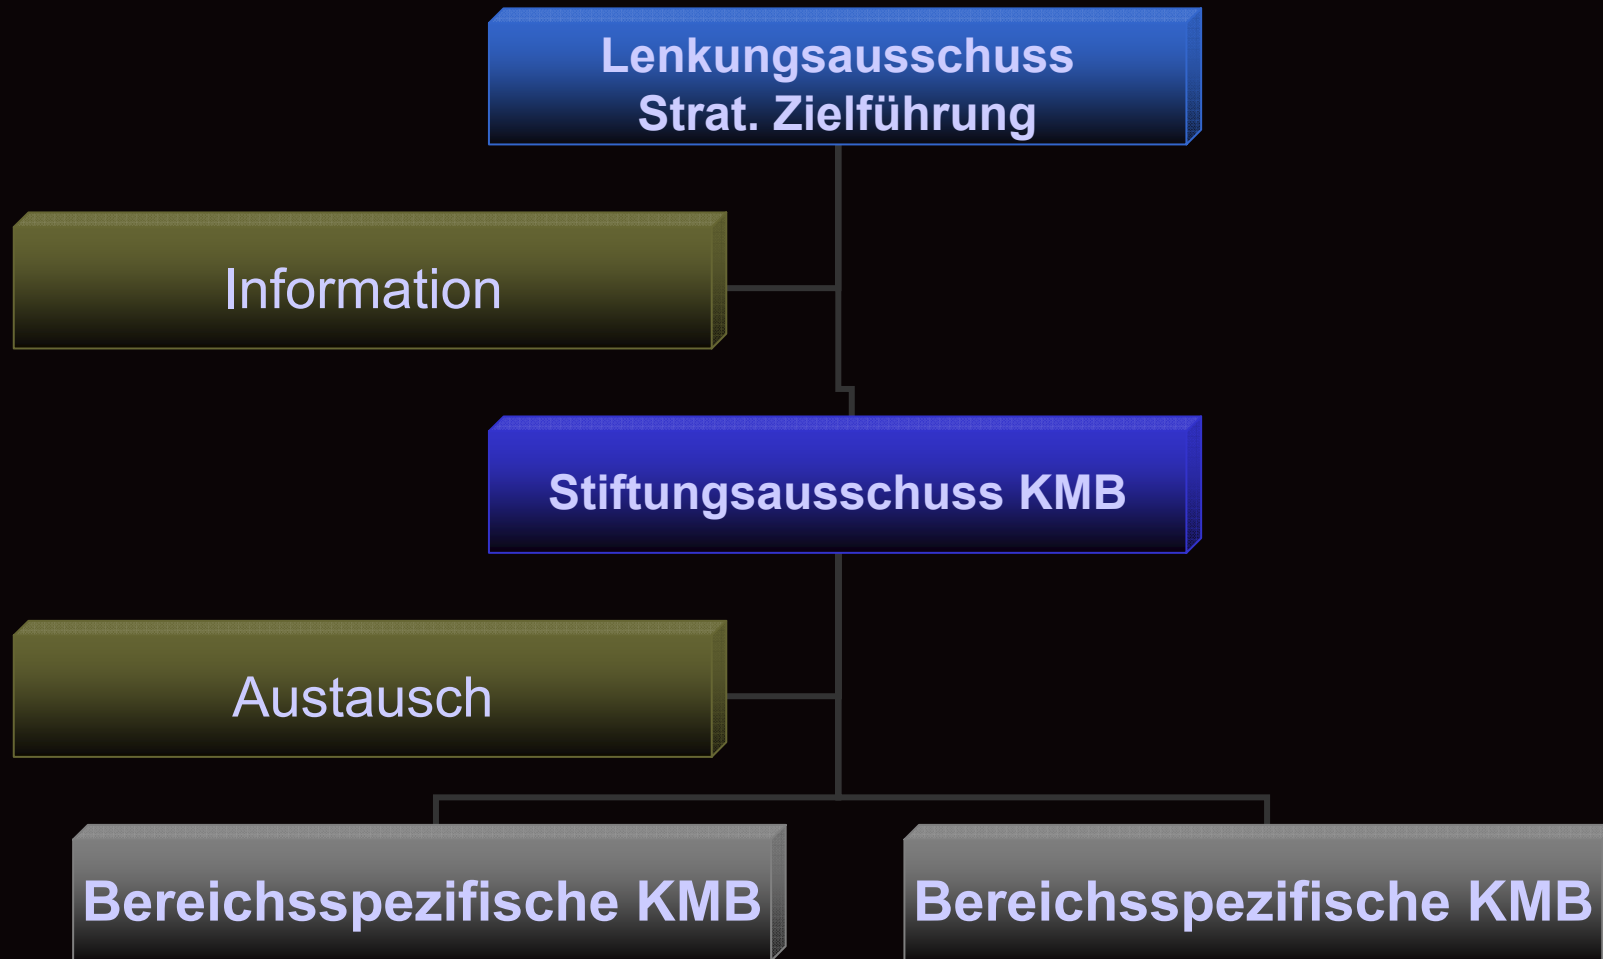 Lenkungsausschuss
Strat. Zielführung
Information
Stiftungsausschuss KMB
Austausch
Bereichsspezifische KMB
Bereichsspezifische KMB